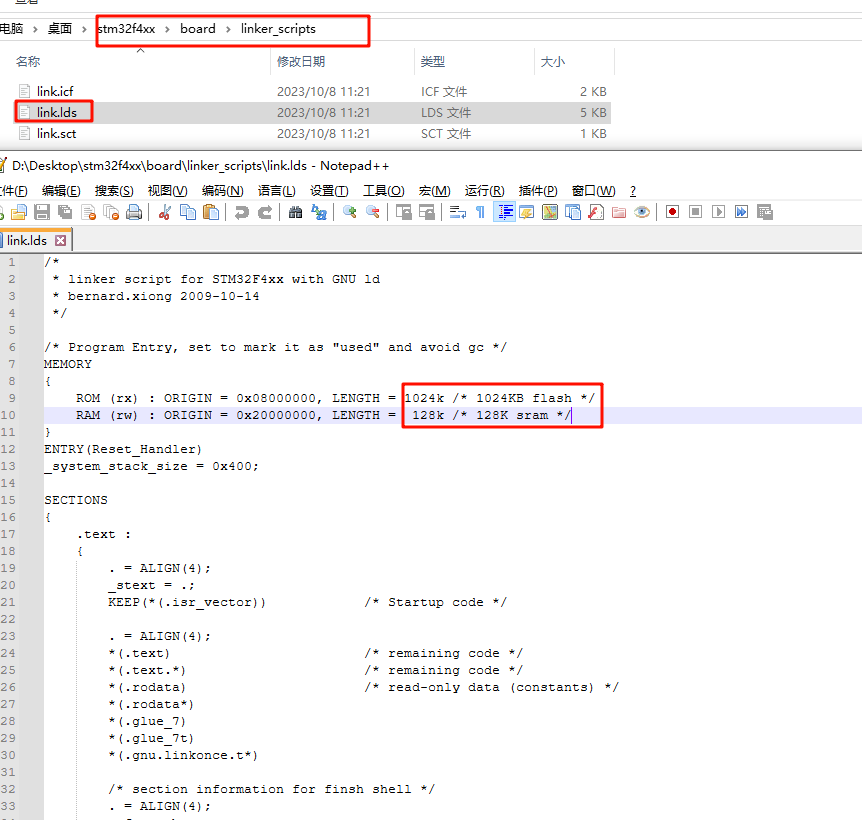 电脑 › 桌面 › stm32f4xx › board › linker_scripts
名称 修改日期 类型 大小
link.icf 2023/10/8 11:21 ICF 文件 2 KB
link.lds 2023/10/8 11:21 LDS 文件 5 KB
link.sct 2023/10/8 11:21 SCT 文件 1 KB
D:\Desktop\stm32f4xx\board\linker_scripts\link.lds - Notepad++
件(F) 编辑(E) 搜索(S) 视图(V) 编码(N) 语言(L) 设置(T) 工具(O) 宏(M) 运行(R) 插件(P) 窗口(W) ?
link.lds
1 /*
2 * linker script for STM32F4xx with GNU ld
3 * bernard.xiong 2009-10-14
4 */
5
6 /* Program Entry, set to mark it as "used" and avoid gc */
7 MEMORY
8 {
9 ROM (rx) : ORIGIN = 0x08000000, LENGTH = 1024k /* 1024KB flash */
10 RAM (rw) : ORIGIN = 0x20000000, LENGTH = 128k /* 128K sram */
11 }
12 ENTRY(Reset_Handler)
13 _system_stack_size = 0x400;
14
15 SECTIONS
16 {
17 .text :
18 {
19 . = ALIGN(4);
20 _stext = .;
21 KEEP(*(.isr_vector)) /* Startup code */
22
23 . = ALIGN(4);
24 *(.text) /* remaining code */
25 *(.text.*) /* remaining code */
26 *(.rodata) /* read-only data (constants) */
27 *(.rodata*)
28 *(.glue_7)
29 *(.glue_7t)
30 *(.gnu.linkonce.t*)
31
32 /* section information for finsh shell */
33 . = ALIGN(4);